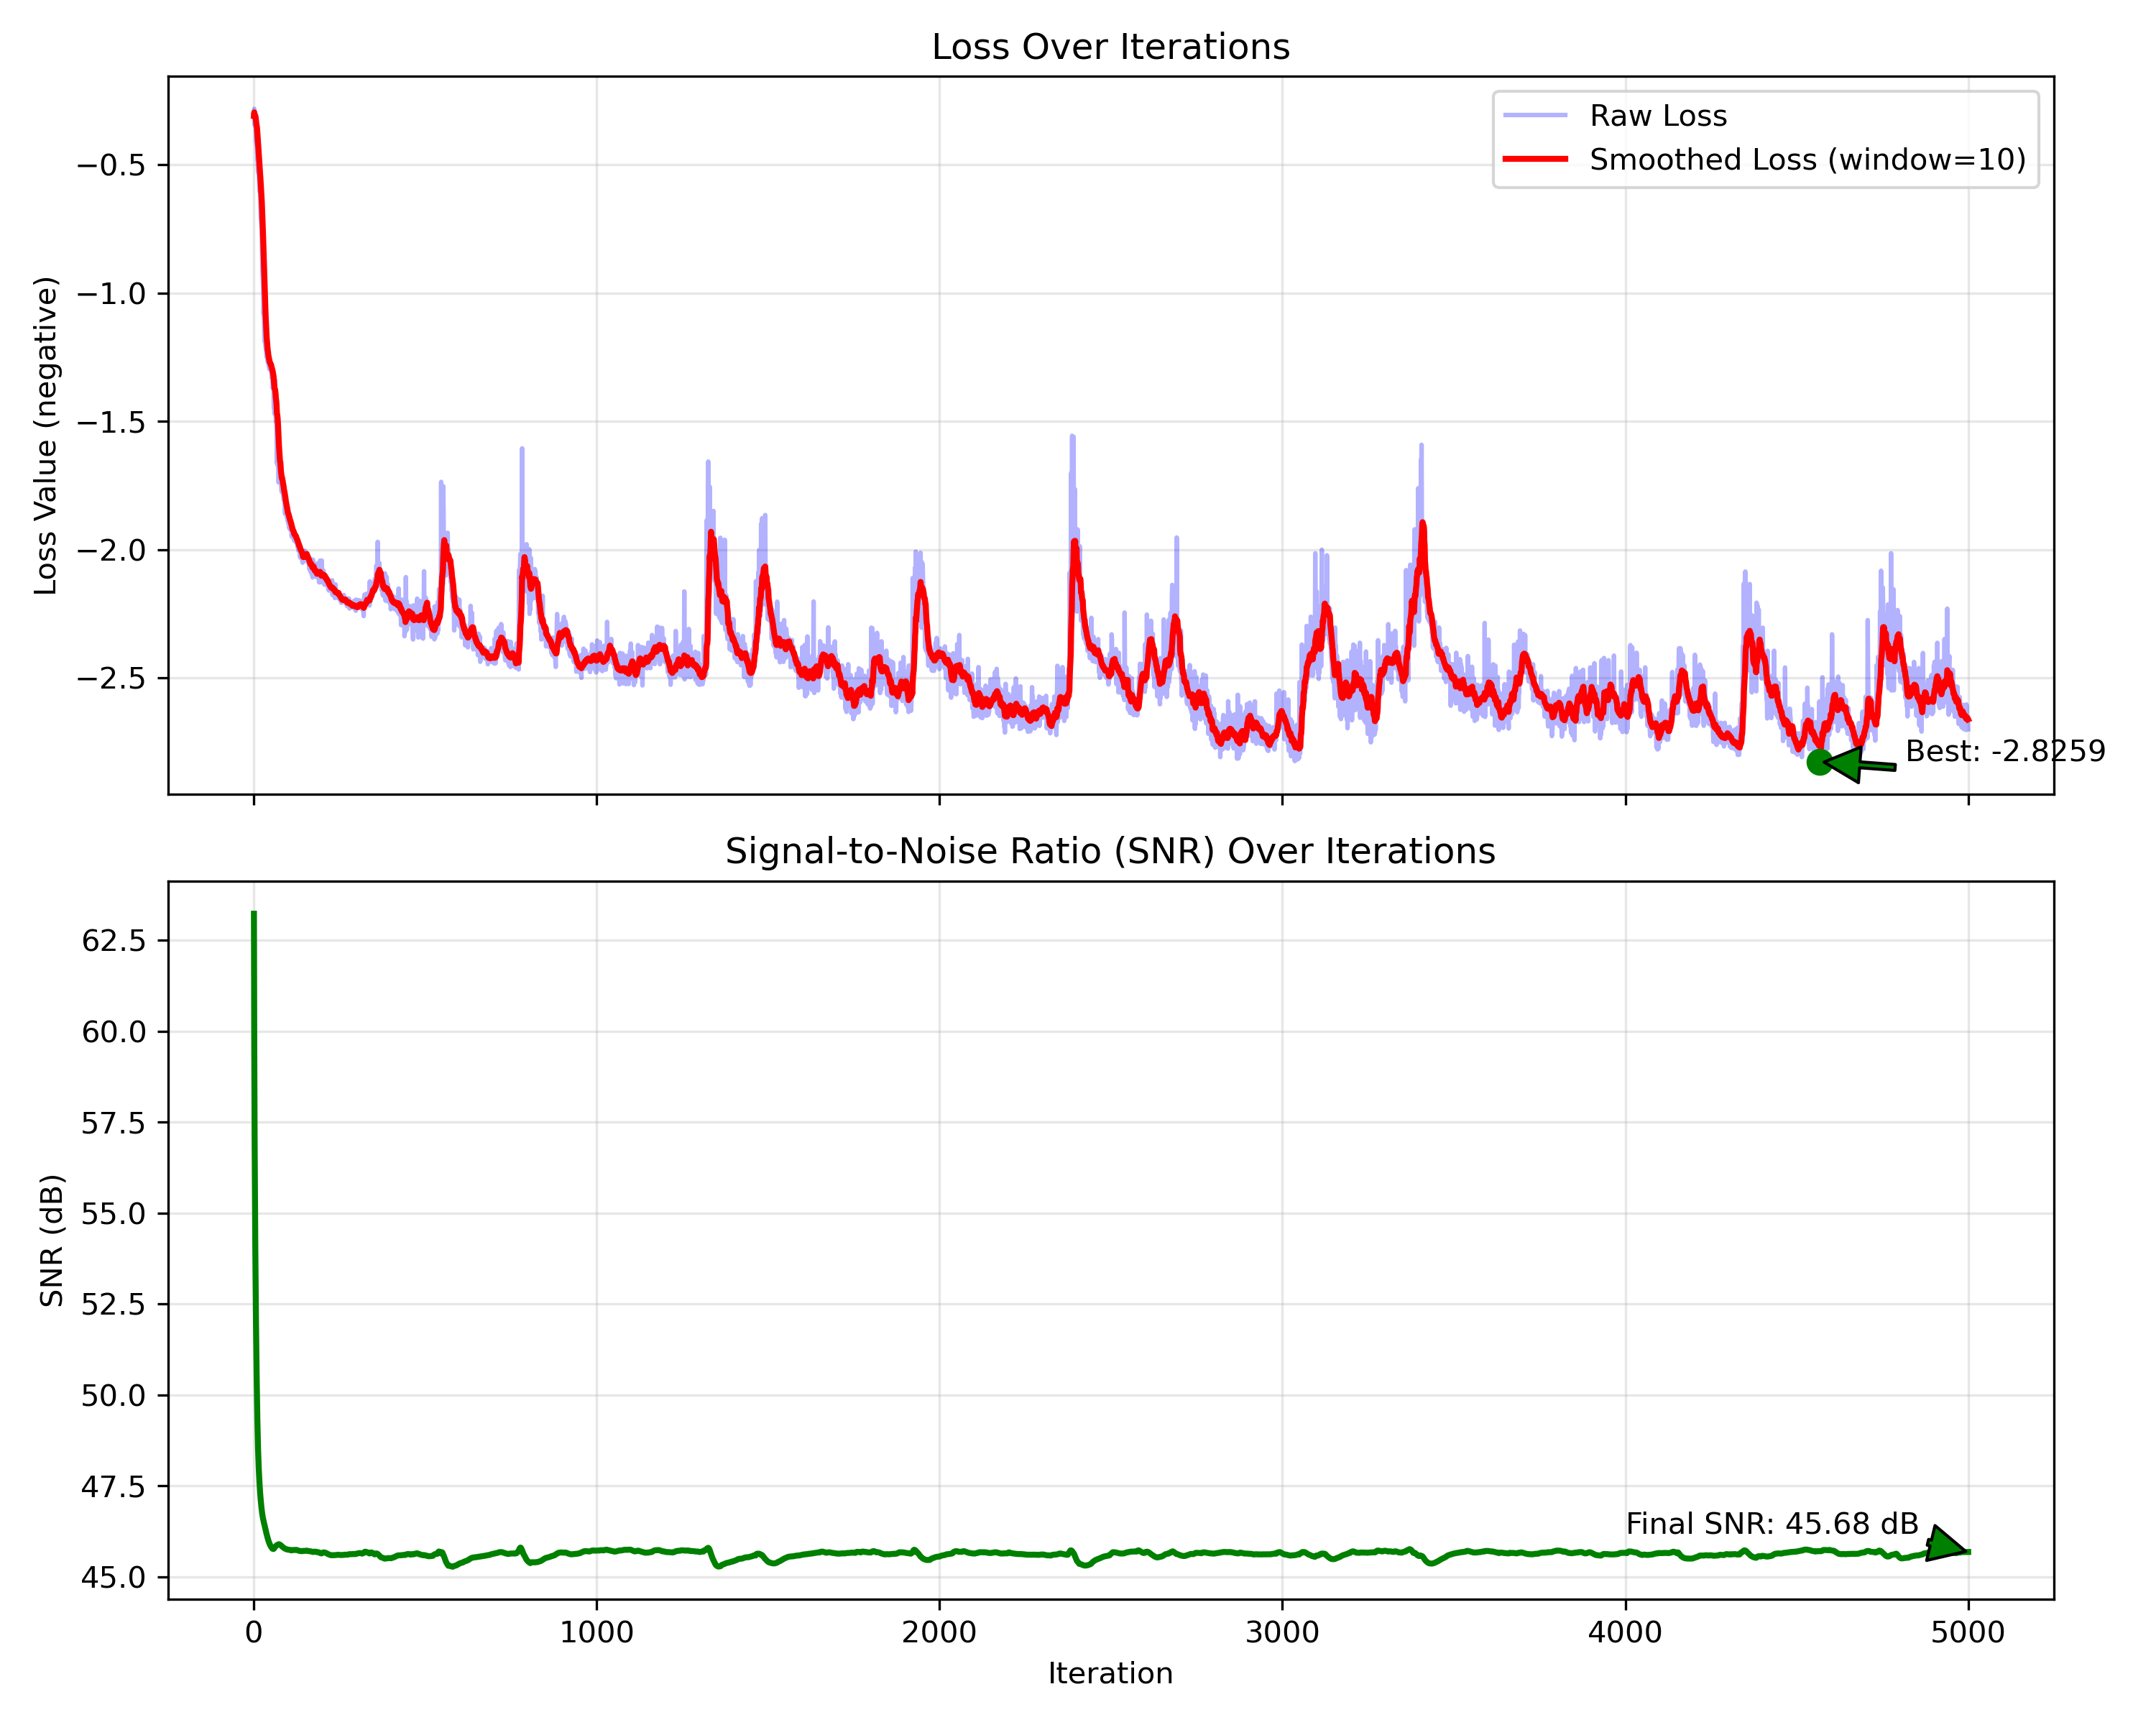 Loss Over Iterations
Raw Loss
Smoothed Loss (window=10)
Loss Value (negative)
−0.5
−1.0
−1.5
−2.0
−2.5
Best: -2.8259
Signal-to-Noise Ratio (SNR) Over Iterations
SNR (dB)
62.5
60.0
57.5
55.0
52.5
50.0
47.5
45.0
Final SNR: 45.68 dB
0 1000 2000 3000 4000 5000
Iteration